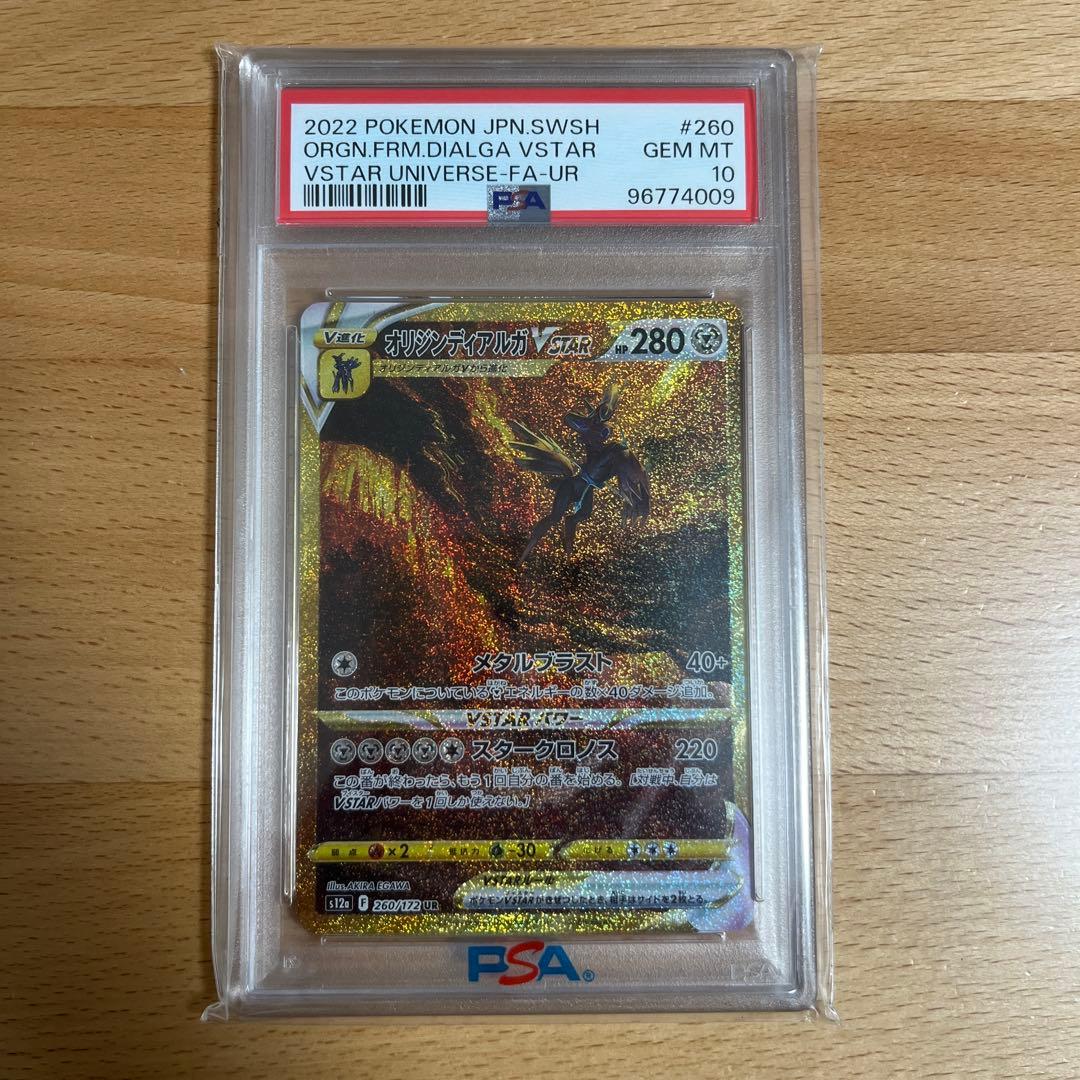 2022 POKEMON JPN.SWSH #260
ORGN.FRM.DIALGA VSTAR GEM MT
VSTAR UNIVERSE-FA-UR 10
96774009
PSA
V進化
オリジンディアルガVSTAR HP 280
オリジンディアルガVから進化
メタルブラスト 40+
このポケモンについているエネルギーの数×40ダメージ追加。
VSTARパワー
スタークロノス 220
この番が終わったら、もう1回自分の番を始める。[対戦中、自分は
VSTARパワーを1回しか使えない。]
弱点 ×2 抵抗力 -30 にげる
Illus. AKIRA EGAWA
VSTARルール
s12a F 260/172 UR
ポケモンVSTARがきぜつしたとき、相手はサイドを2枚とる。
PSA®